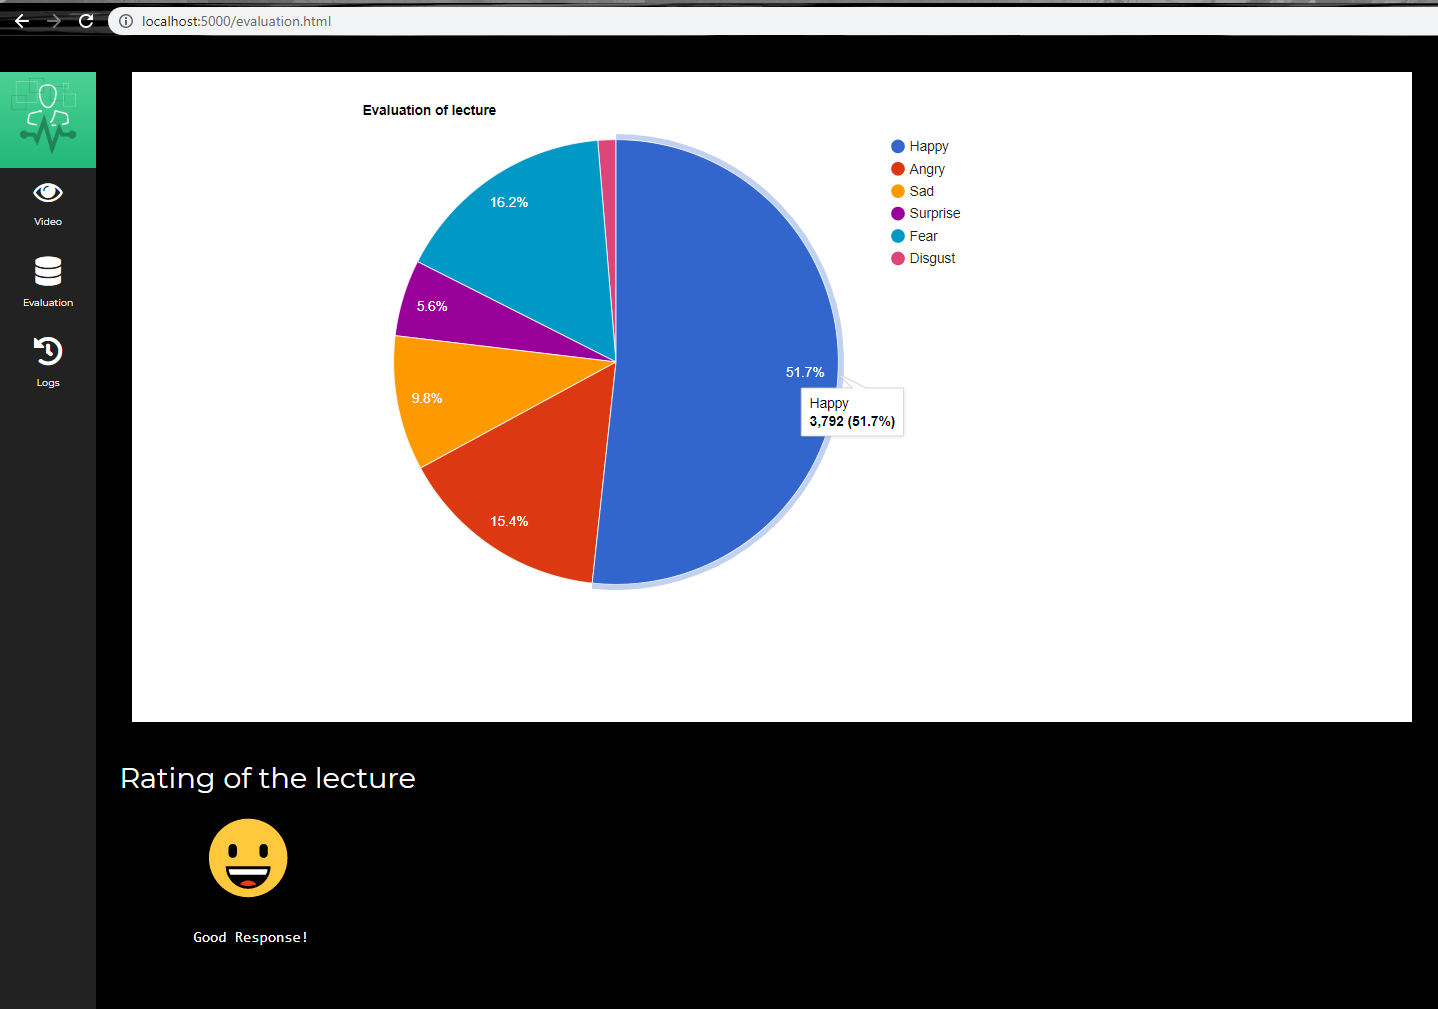 localhost:5000/evaluation.html
Video
Evaluation
Logs
Evaluation of lecture
Happy
Angry
Sad
Surprise
Fear
Disgust
16.2%
5.6%
9.8%
15.4%
51.7%
Happy
3,792 (51.7%)
Rating of the lecture
Good Response!